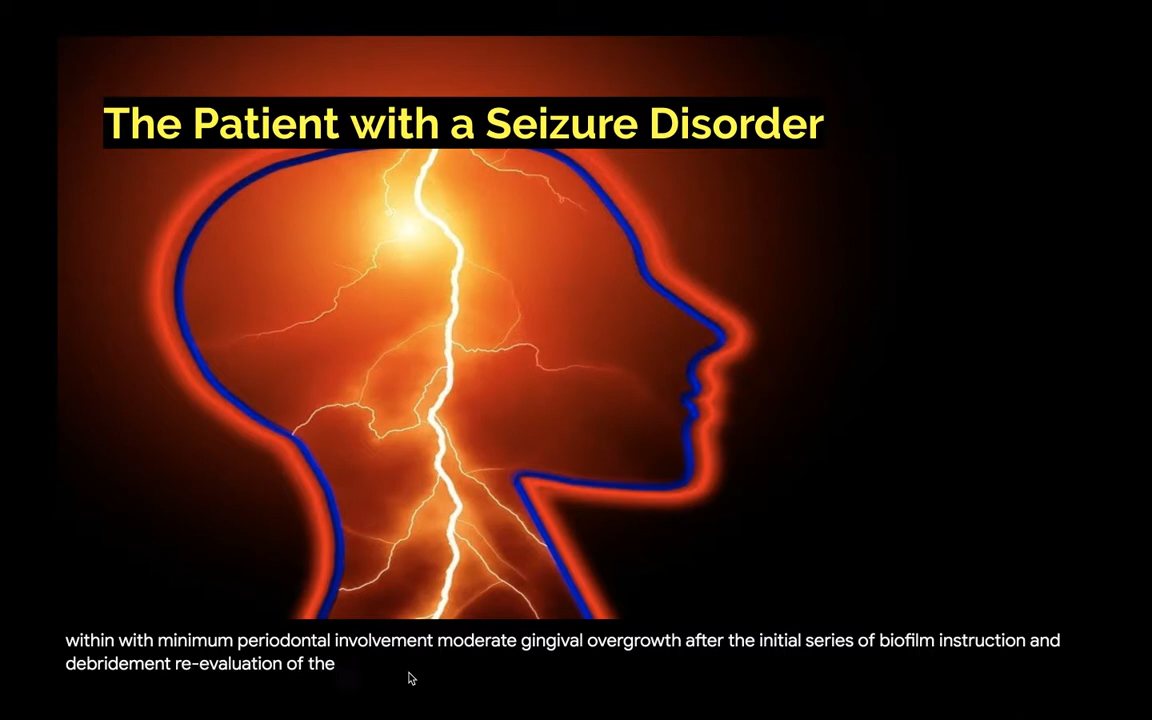 The Patient with a Seizure Disorder
within with minimum periodontal involvement moderate gingival overgrowth after the initial series of biofilm instruction and
debridement re-evaluation of the